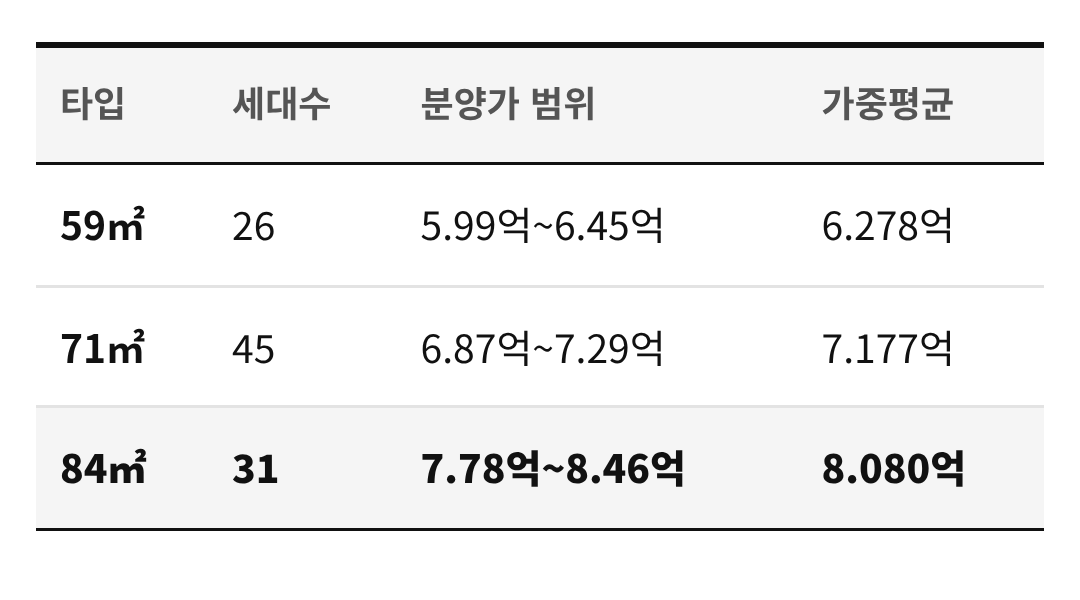 타입 세대수 분양가 범위 가중평균
59㎡ 26 5.99억~6.45억 6.278억
71㎡ 45 6.87억~7.29억 7.177억
84㎡ 31 7.78억~8.46억 8.080억